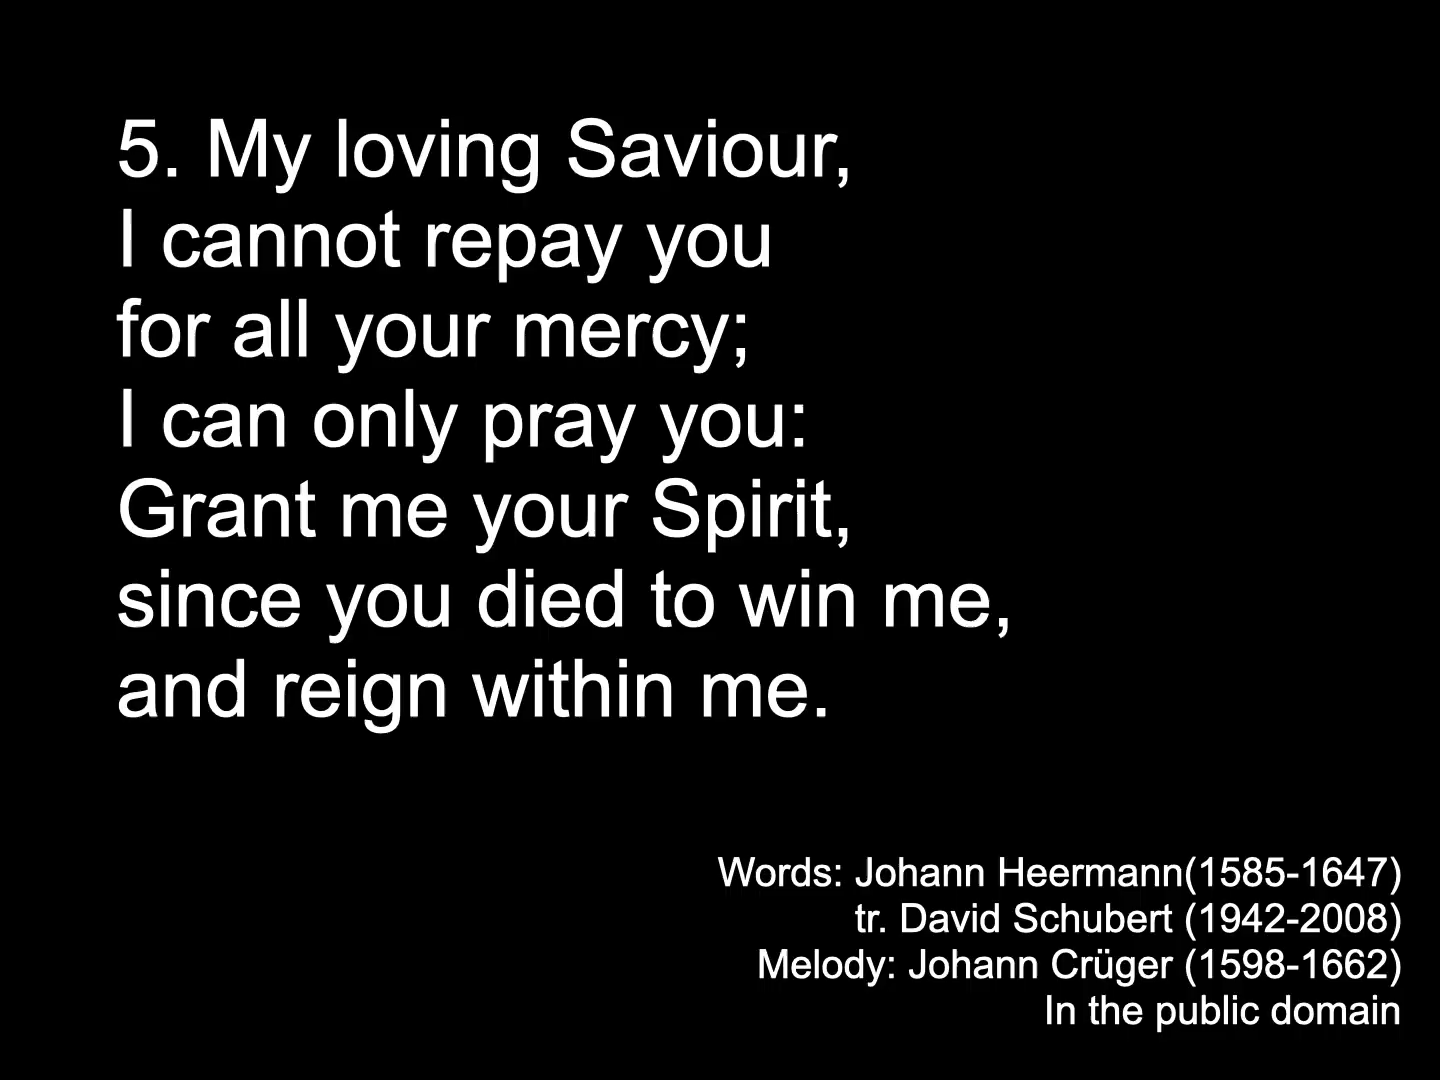 5. My loving Saviour,
I cannot repay you
for all your mercy;
I can only pray you:
Grant me your Spirit,
since you died to win me,
and reign within me.
Words: Johann Heermann(1585-1647)
tr. David Schubert (1942-2008)
Melody: Johann Crüger (1598-1662)
In the public domain